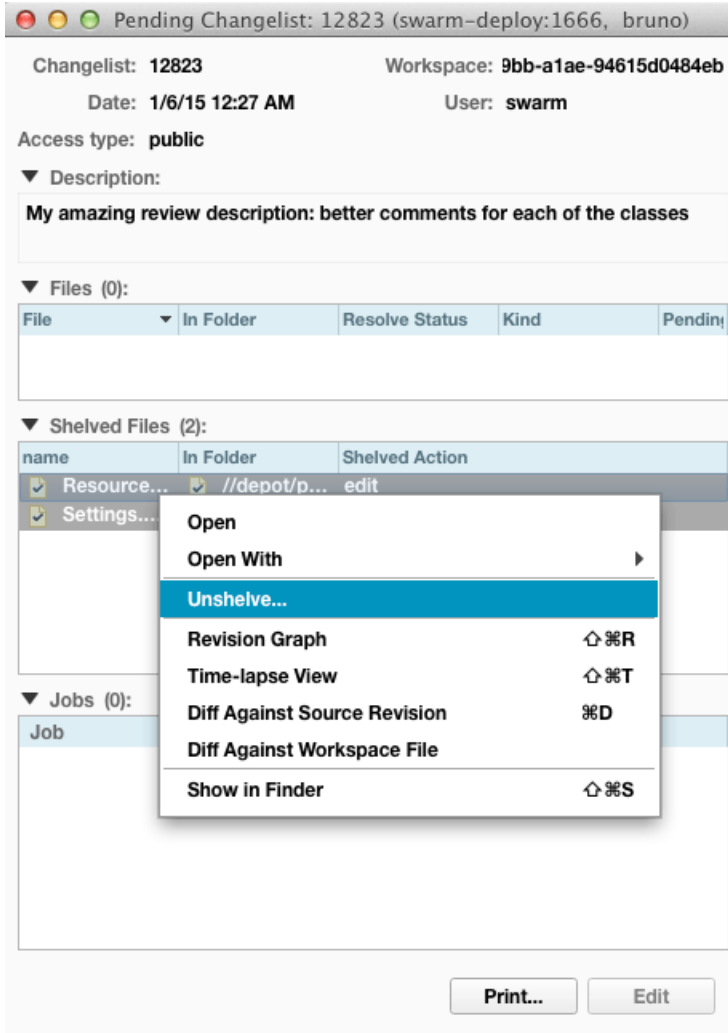 Pending Changelist: 12823 (swarm-deploy:1666, bruno)
Changelist: 12823 Workspace: 9bb-a1ae-94615d0484eb
Date: 1/6/15 12:27 AM User: swarm
Access type: public
▼ Description:
My amazing review description: better comments for each of the classes
▼ Files (0):
File In Folder Resolve Status Kind Pending
▼ Shelved Files (2):
name In Folder Shelved Action
Resource... //depot/p... edit
Settings....
Open
Open With
Unshelve...
Revision Graph ⇧⌘R
Time-lapse View ⇧⌘T
Diff Against Source Revision ⌘D
Diff Against Workspace File
Show in Finder ⇧⌘S
▼ Jobs (0):
Job
Print... Edit